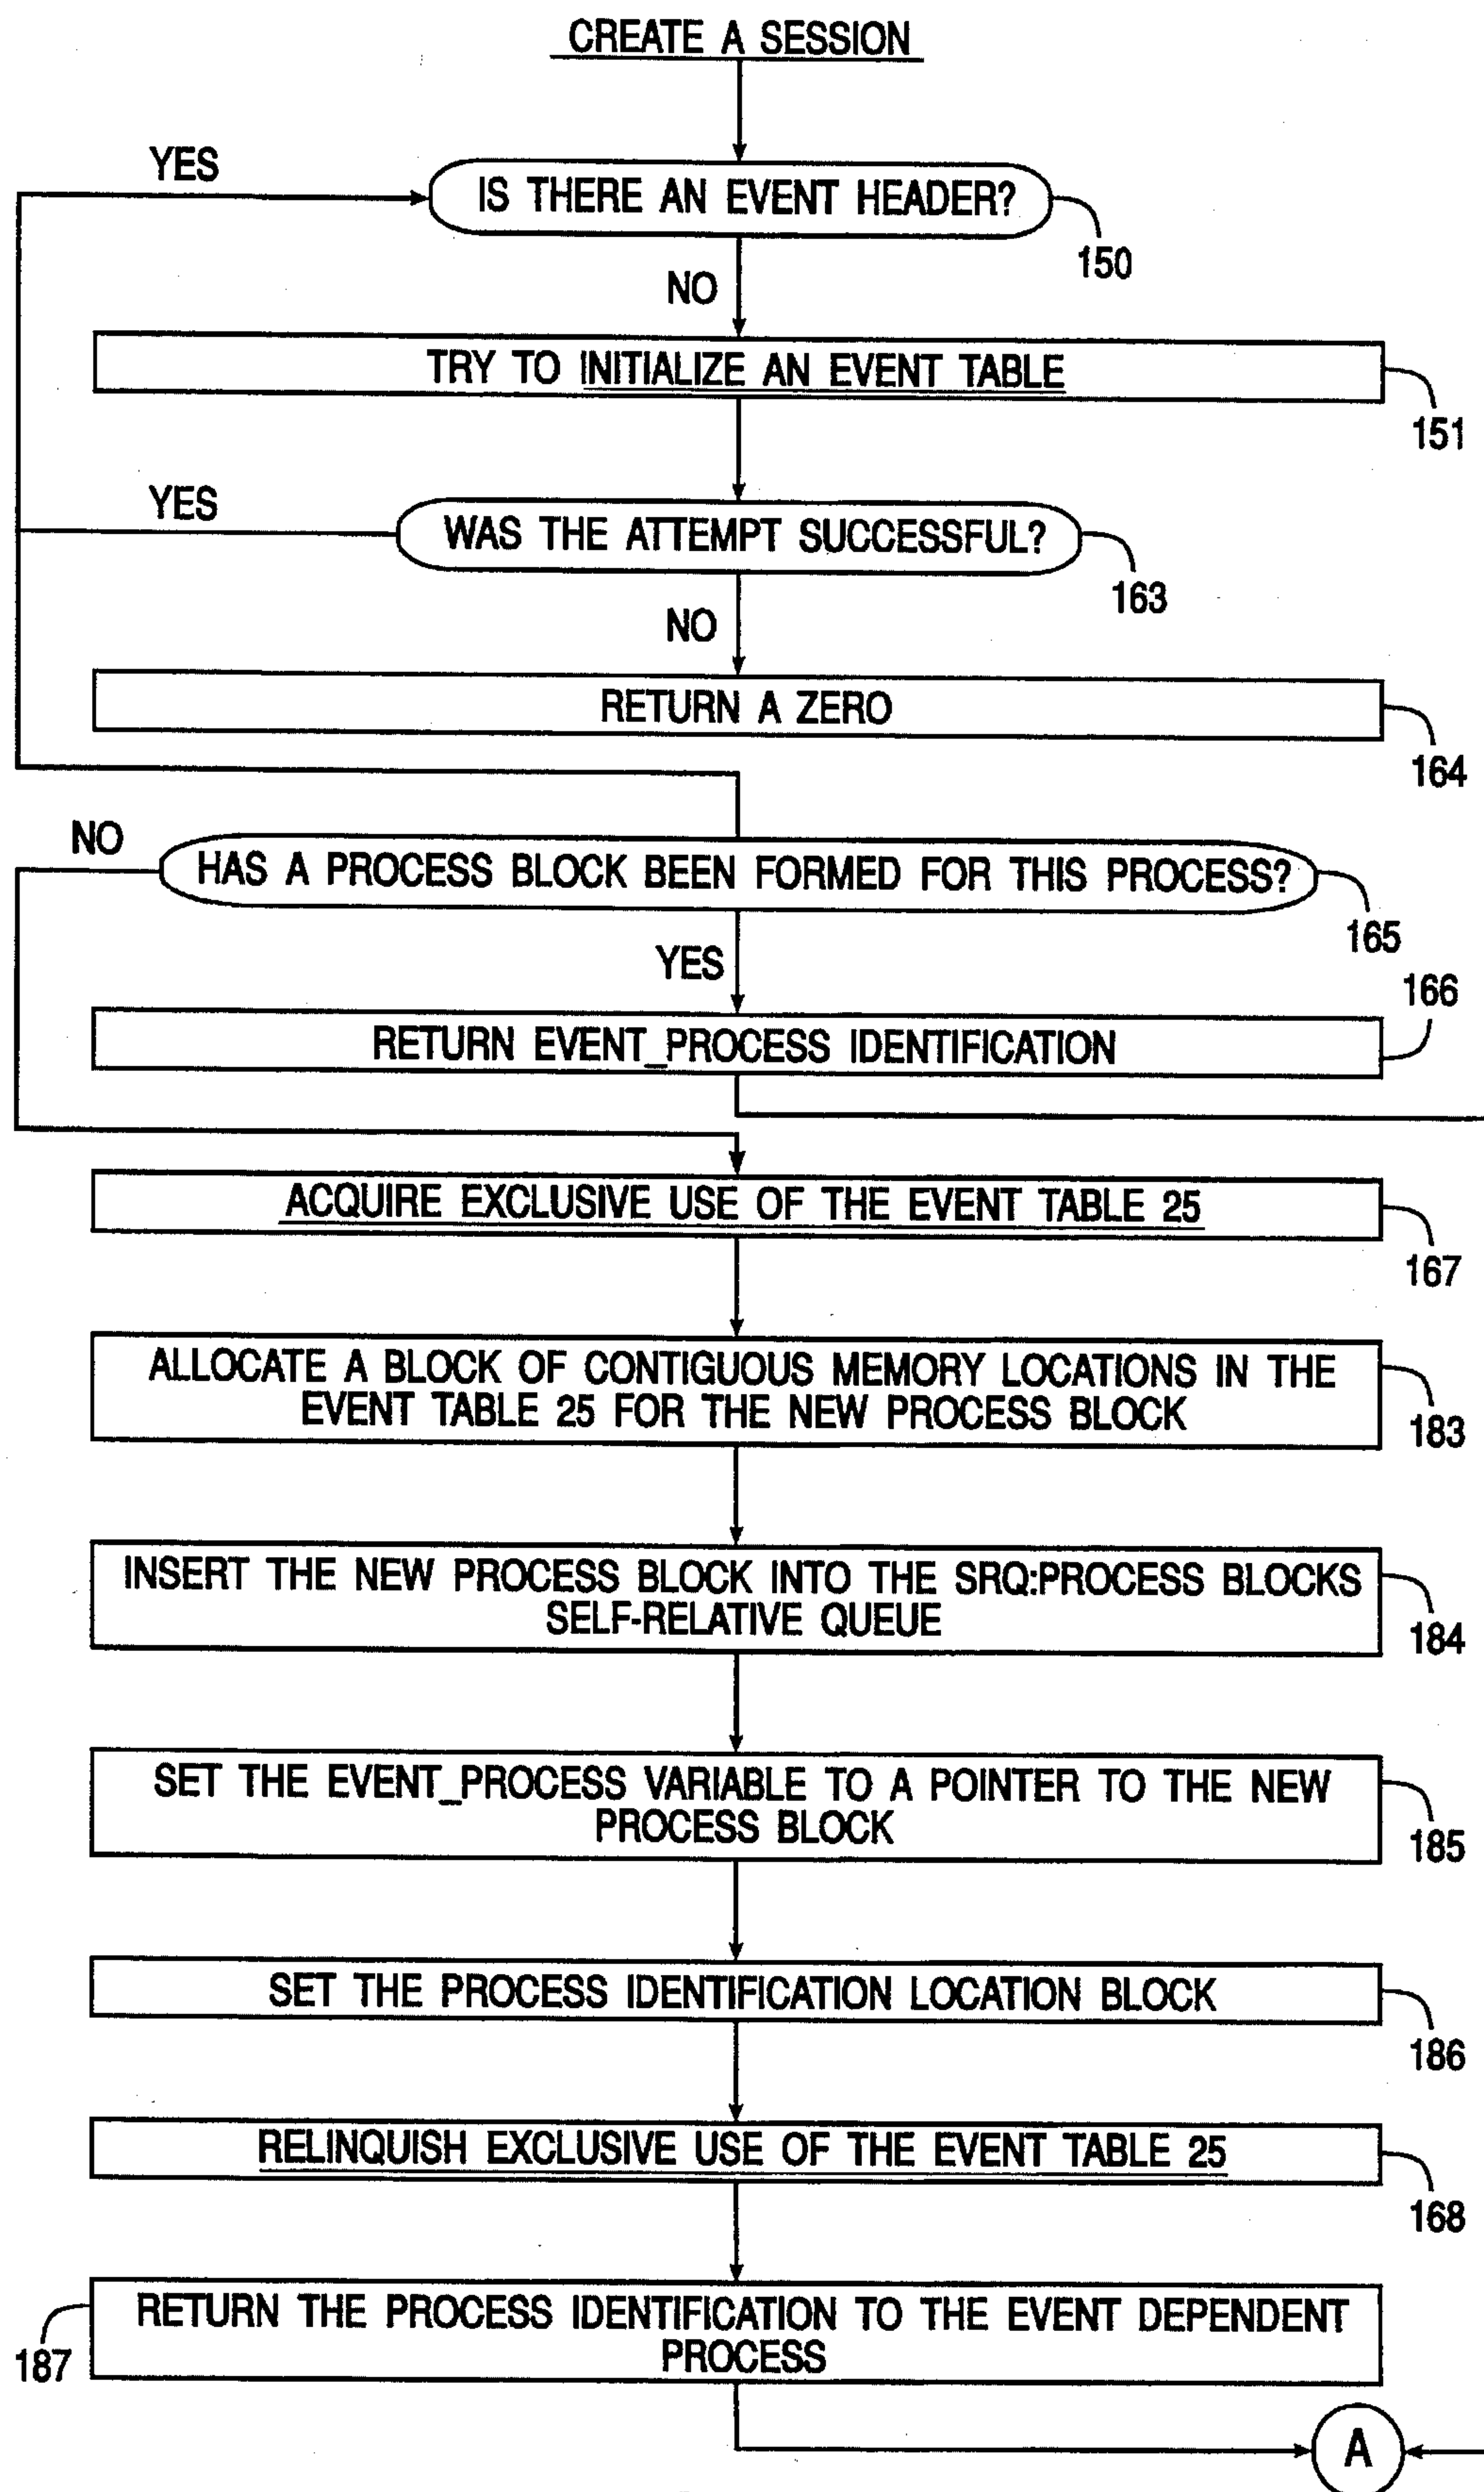 CREATE A SESSION
YES
IS THERE AN EVENT HEADER?
150
NO
TRY TO INITIALIZE AN EVENT TABLE
151
YES
WAS THE ATTEMPT SUCCESSFUL?
163
NO
RETURN A ZERO
164
NO
HAS A PROCESS BLOCK BEEN FORMED FOR THIS PROCESS?
165
YES
166
RETURN EVENT_PROCESS IDENTIFICATION
ACQUIRE EXCLUSIVE USE OF THE EVENT TABLE 25
167
ALLOCATE A BLOCK OF CONTIGUOUS MEMORY LOCATIONS IN THE
EVENT TABLE 25 FOR THE NEW PROCESS BLOCK
183
INSERT THE NEW PROCESS BLOCK INTO THE SRQ:PROCESS BLOCKS
SELF-RELATIVE QUEUE
184
SET THE EVENT_PROCESS VARIABLE TO A POINTER TO THE NEW
PROCESS BLOCK
185
SET THE PROCESS IDENTIFICATION LOCATION BLOCK
186
RELINQUISH EXCLUSIVE USE OF THE EVENT TABLE 25
168
RETURN THE PROCESS IDENTIFICATION TO THE EVENT DEPENDENT
PROCESS
187
A